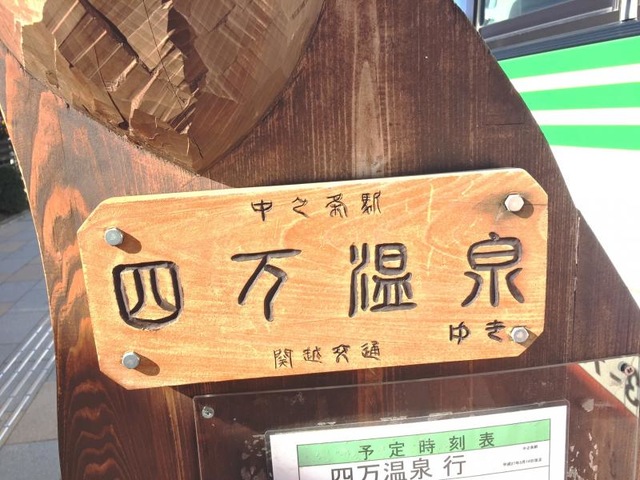 中之条駅
四万温泉
ゆき
関越交通
予定時刻表
四万温泉 行